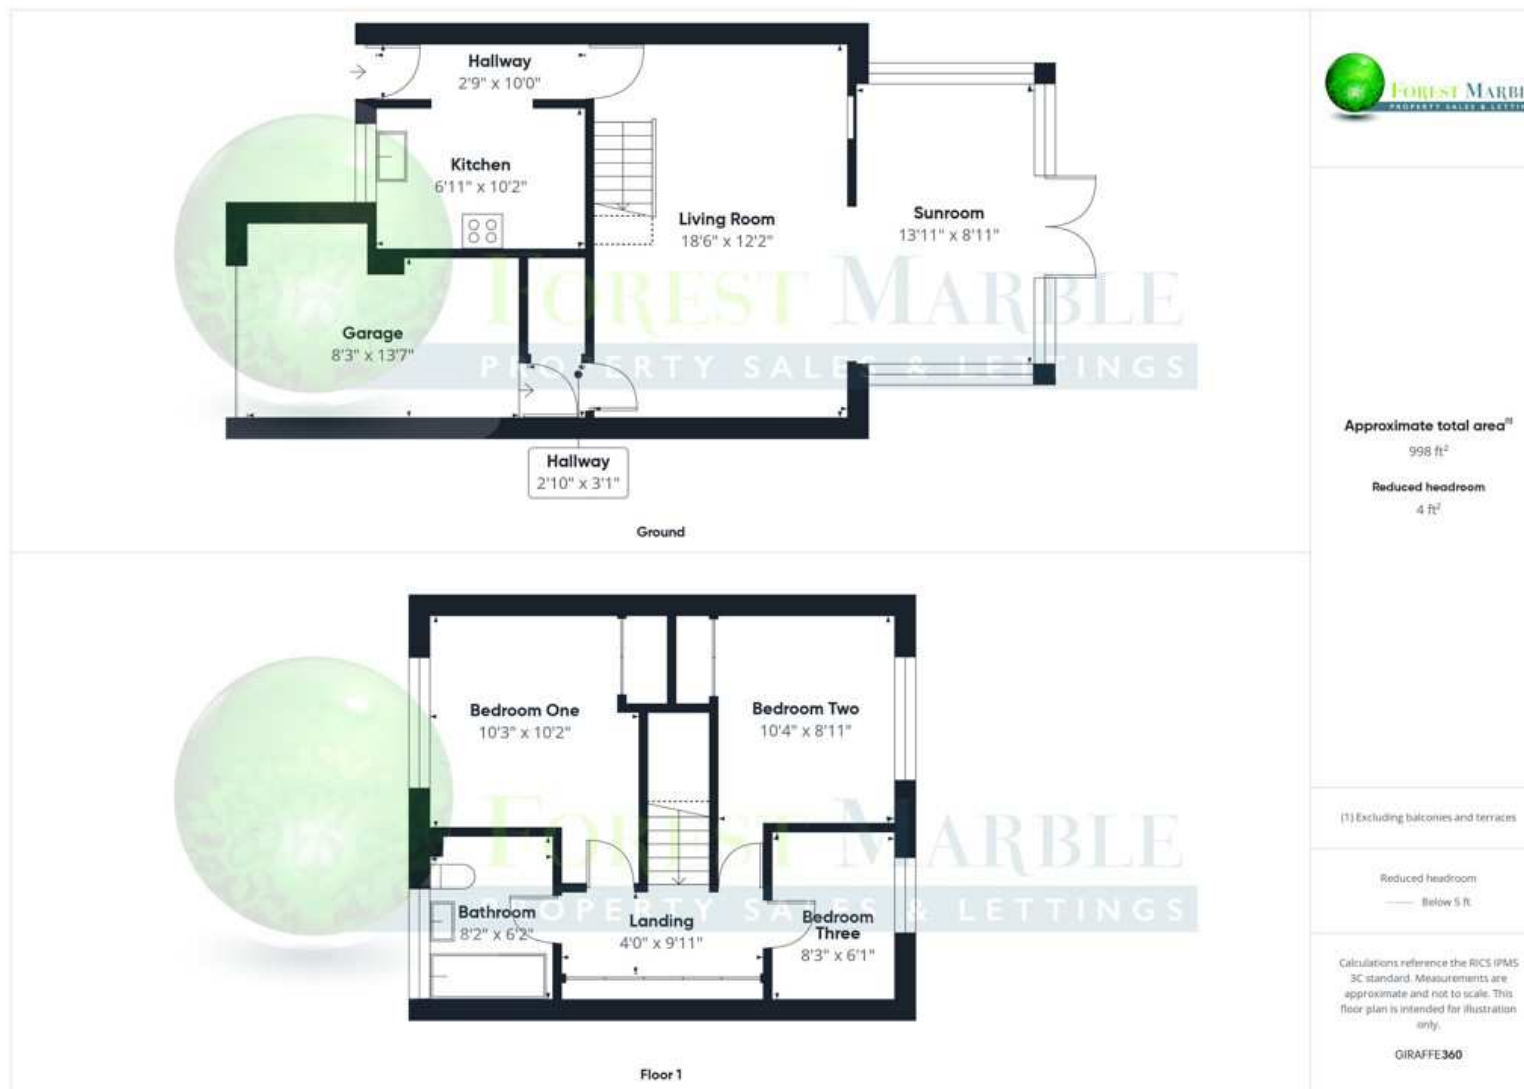 Hallway
2'9" x 10'0"
Kitchen
6'11" x 10'2"
Living Room
18'6" x 12'2"
Sunroom
13'11" x 8'11"
Garage
8'3" x 13'7"
Hallway
2'10" x 3'1"
FOREST MARBLE
PROPERTY SALES & LETTINGS
Ground
Bedroom One
10'3" x 10'2"
Bedroom Two
10'4" x 8'11"
Bathroom
8'2" x 6'2"
Landing
4'0" x 9'11"
Bedroom
Three
8'3" x 6'1"
FOREST MARBLE
PROPERTY SALES & LETTINGS
Floor 1
FOREST MARBL
PROPERTY SALES & LETTIN
Approximate total area(1)
998 ft²
Reduced headroom
4 ft²
(1) Excluding balconies and terraces
Reduced headroom
Below 5 ft
Calculations reference the RICS IPMS
3C standard. Measurements are
approximate and not to scale. This
floor plan is intended for illustration
only.
GIRAFFE360